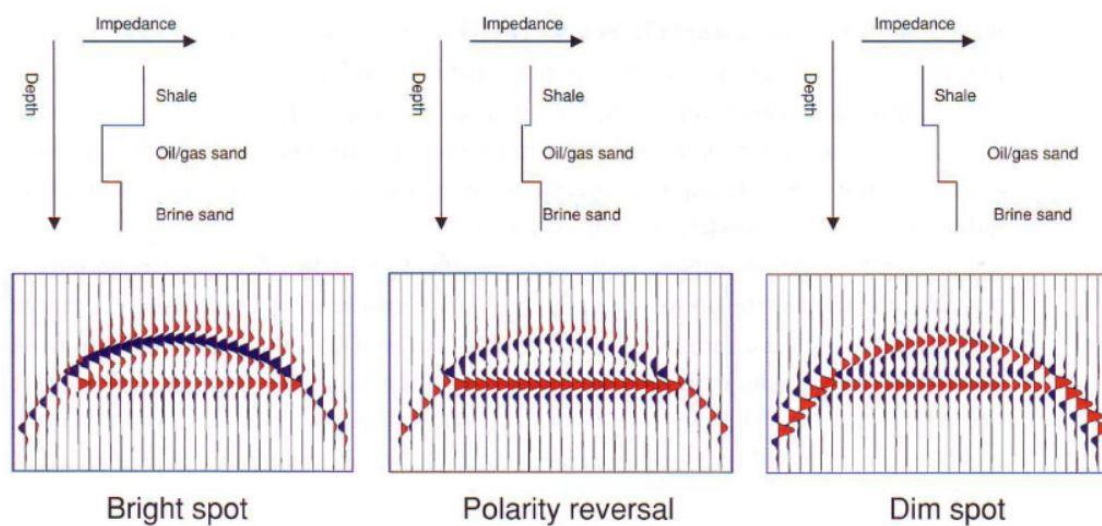 Impedance
Depth
Shale
Oil/gas sand
Brine sand
Impedance
Depth
Shale
Oil/gas sand
Brine sand
Impedance
Depth
Shale
Oil/gas sand
Brine sand
Bright spot
Polarity reversal
Dim spot